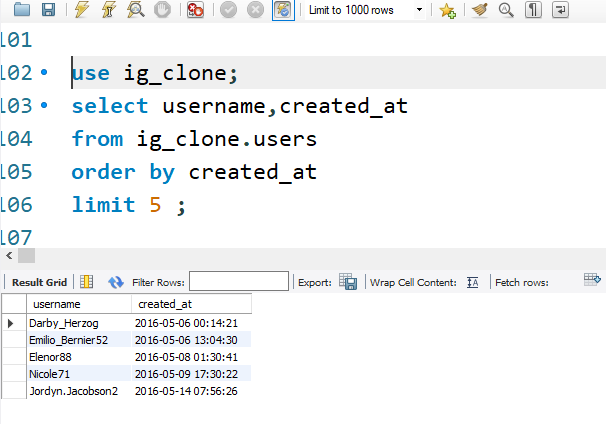 Limit to 1000 rows
101
102 use ig_clone;
103 select username,created_at
104 from ig_clone.users
105 order by created_at
106 limit 5 ;
107
Result Grid Filter Rows: Export: Wrap Cell Content: IA Fetch rows:
username created_at
Darby_Herzog 2016-05-06 00:14:21
Emilio_Bernier52 2016-05-06 13:04:30
Elenor88 2016-05-08 01:30:41
Nicole71 2016-05-09 17:30:22
Jordyn.Jacobson2 2016-05-14 07:56:26